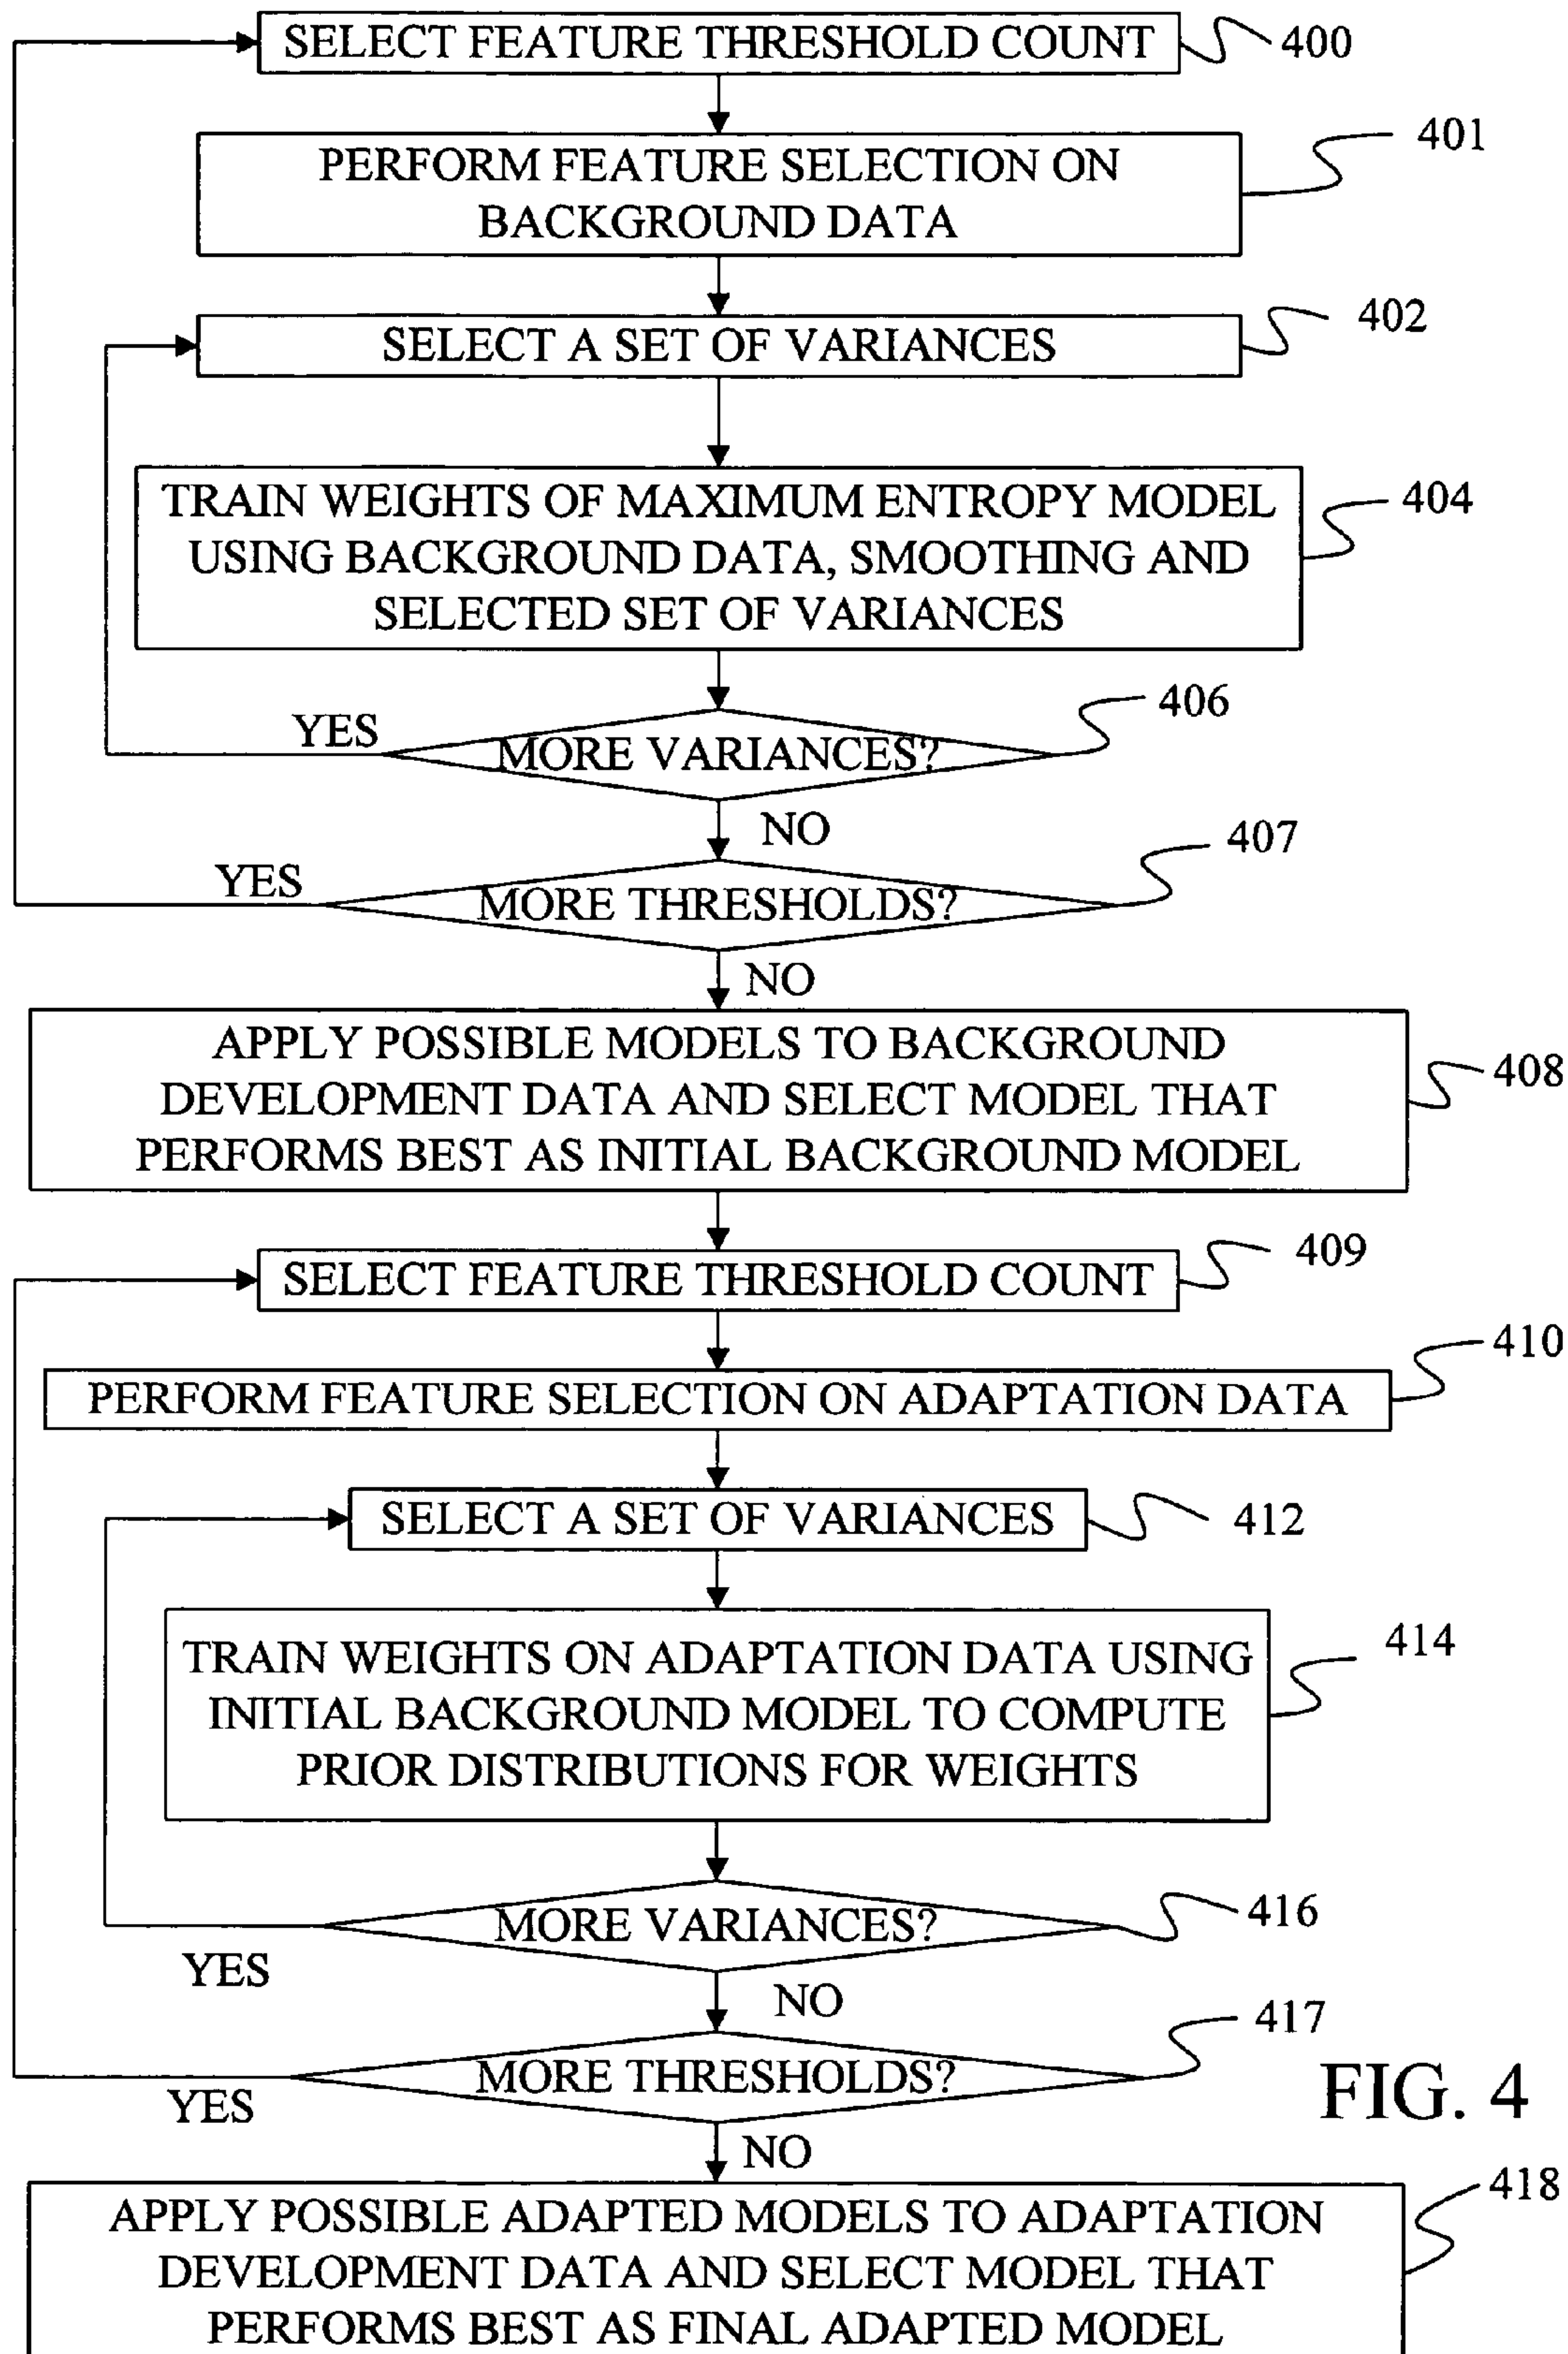 SELECT FEATURE THRESHOLD COUNT
400
PERFORM FEATURE SELECTION ON
BACKGROUND DATA
401
SELECT A SET OF VARIANCES
402
TRAIN WEIGHTS OF MAXIMUM ENTROPY MODEL
USING BACKGROUND DATA, SMOOTHING AND
SELECTED SET OF VARIANCES
404
YES
MORE VARIANCES?
406
NO
YES
MORE THRESHOLDS?
407
NO
APPLY POSSIBLE MODELS TO BACKGROUND
DEVELOPMENT DATA AND SELECT MODEL THAT
PERFORMS BEST AS INITIAL BACKGROUND MODEL
408
SELECT FEATURE THRESHOLD COUNT
409
PERFORM FEATURE SELECTION ON ADAPTATION DATA
410
SELECT A SET OF VARIANCES
412
TRAIN WEIGHTS ON ADAPTATION DATA USING
INITIAL BACKGROUND MODEL TO COMPUTE
PRIOR DISTRIBUTIONS FOR WEIGHTS
414
MORE VARIANCES?
416
YES
NO
MORE THRESHOLDS?
417
YES
NO
FIG. 4
APPLY POSSIBLE ADAPTED MODELS TO ADAPTATION
DEVELOPMENT DATA AND SELECT MODEL THAT
PERFORMS BEST AS FINAL ADAPTED MODEL
418